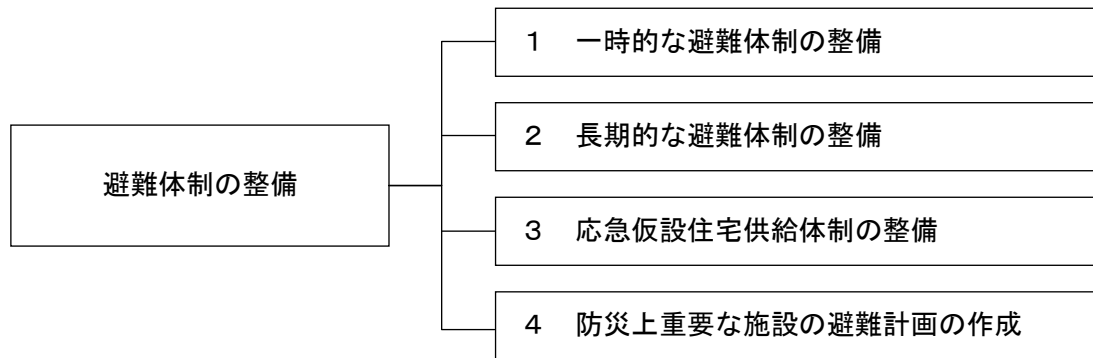 避難体制の整備
1 一時的な避難体制の整備
2 長期的な避難体制の整備
3 応急仮設住宅供給体制の整備
4 防災上重要な施設の避難計画の作成